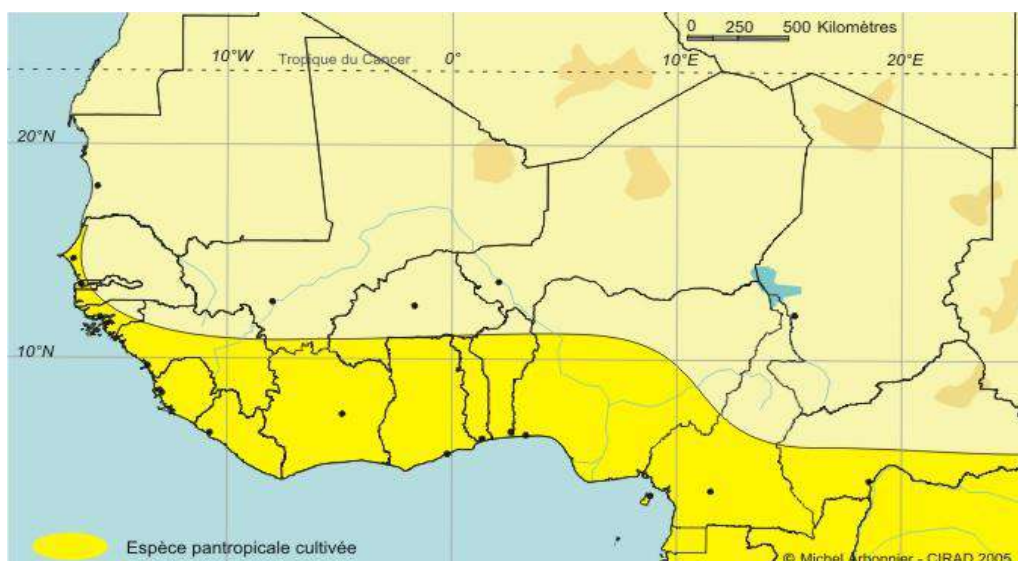 0 250 500 Kilomètres
10°W Tropique du Cancer 0° 10°E 20°E
20°N
10°N
Espèce pantropicale cultivée
© Michel Arbonnier - CIRAD 2005